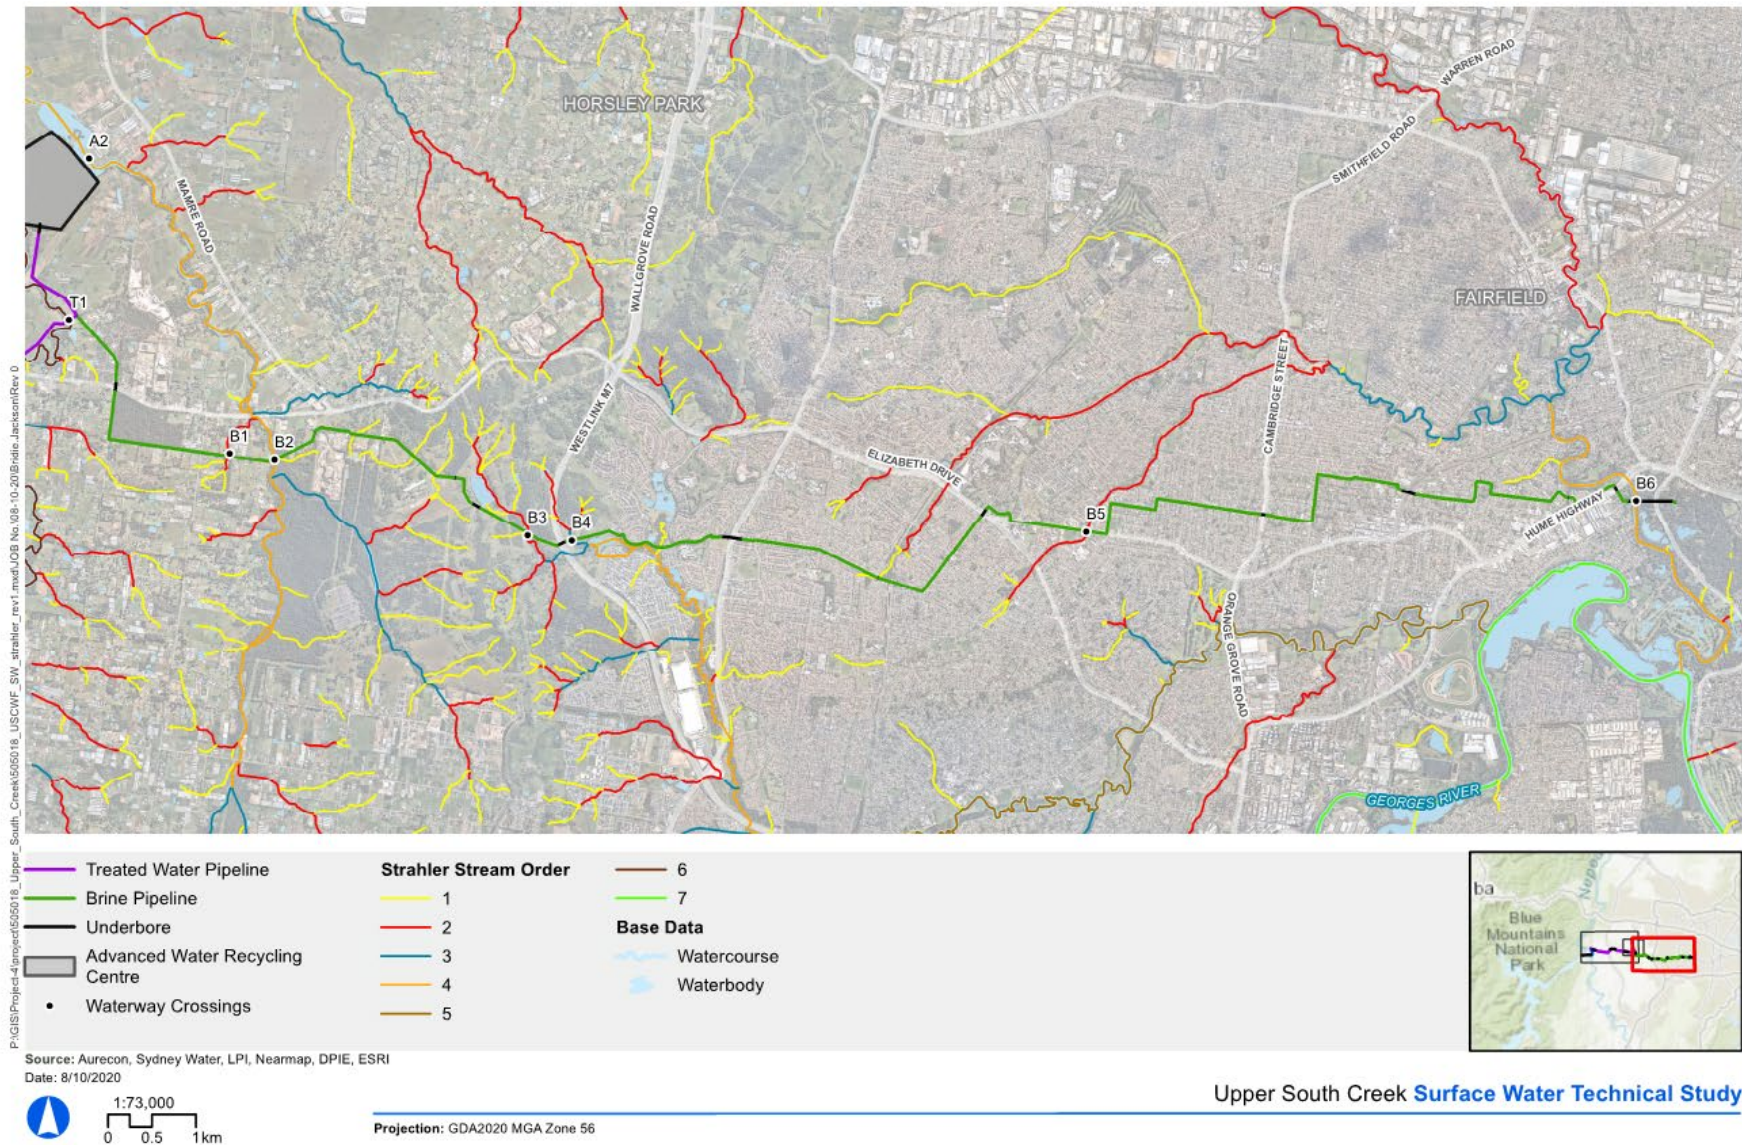 HORSLEY PARK
WARREN ROAD
SMITHFIELD ROAD
A2
MAMRE ROAD
WALLGROVE ROAD
FAIRFIELD
T1
CAMBRIDGE STREET
WESTLINK M7
B1
B2
ELIZABETH DRIVE
B3
B4
B5
B6
HUME HIGHWAY
ORANGE GROVE ROAD
GEORGES RIVER
Treated Water Pipeline
Brine Pipeline
Underbore
Advanced Water Recycling
Centre
Waterway Crossings
Strahler Stream Order
1
2
3
4
5
6
7
Base Data
Watercourse
Waterbody
ba
Blue
Mountains
National
Park
Source: Aurecon, Sydney Water, LPI, Nearmap, DPIE, ESRI
Date: 8/10/2020
1:73,000
0 0.5 1km
Projection: GDA2020 MGA Zone 56
Upper South Creek Surface Water Technical Study